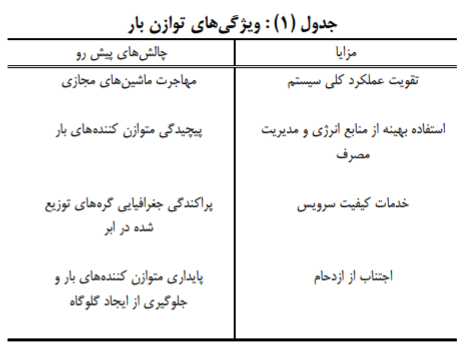 جدول (۱) : ویژگی‌های توازن بار
مزایا	چالش‌های پیش رو
تقویت عملکرد کلی سیستم	مهاجرت ماشین‌های مجازی
استفاده بهینه از منابع انرژی و مدیریت	پیچیدگی متوازن کننده‌های بار
مصرف
خدمات کیفیت سرویس	پراکندگی جغرافیایی گره‌های توزیع
شده در ابر
اجتناب از ازدحام	پایداری متوازن کننده‌های بار و
جلوگیری از ایجاد گلوگاه